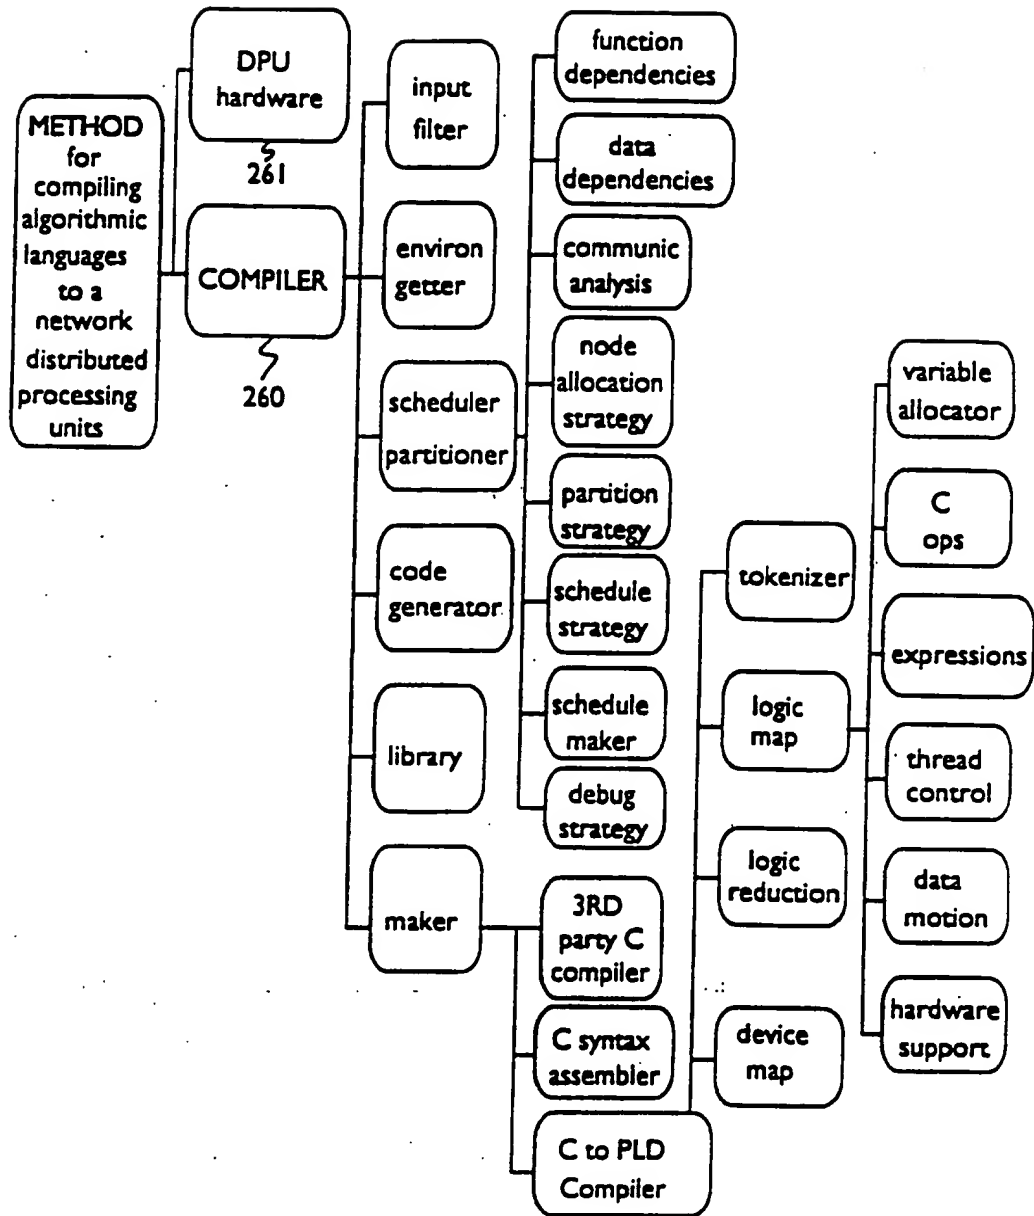 METHOD
for
compiling
algorithmic
languages
to a
network
distributed
processing
units
DPU
hardware
261
COMPILER
260
input
filter
environ
getter
scheduler
partitioner
code
generator
library
maker
function
dependencies
data
dependencies
communic
analysis
node
allocation
strategy
partition
strategy
schedule
strategy
schedule
maker
debug
strategy
3RD
party C
compiler
C syntax
assembler
C to PLD
Compiler
tokenizer
logic
map
logic
reduction
device
map
variable
allocator
C
ops
expressions
thread
control
data
motion
hardware
support